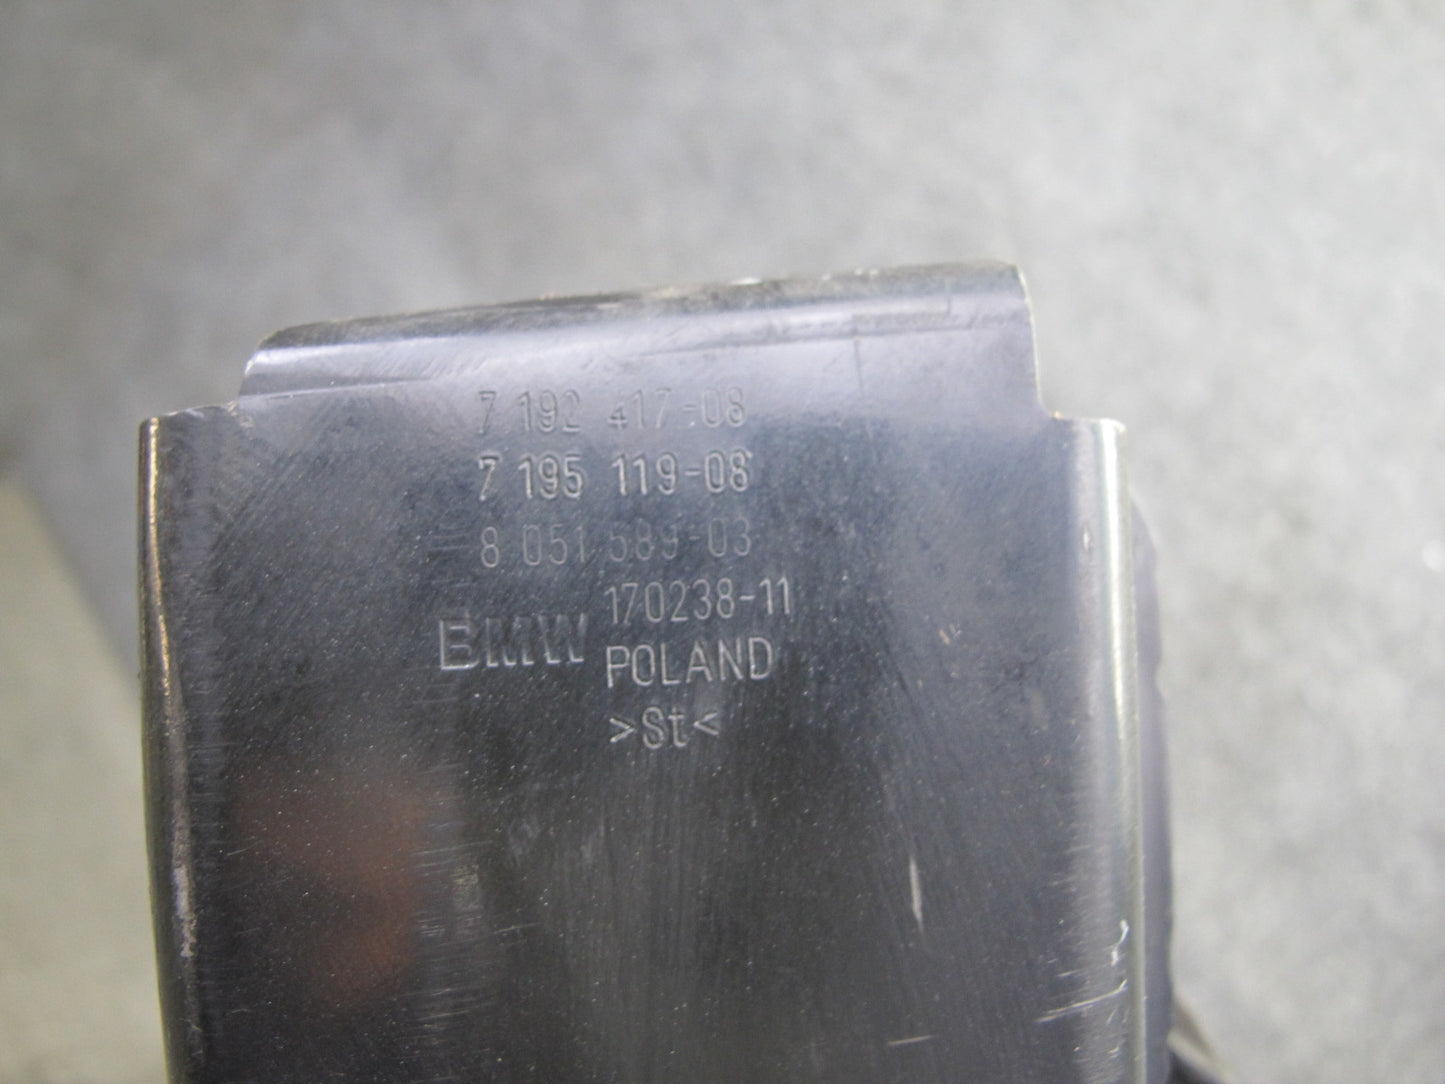 7 192 417-08
7 195 119-08
8 051 589-03
170238-11
BMW POLAND
>St<